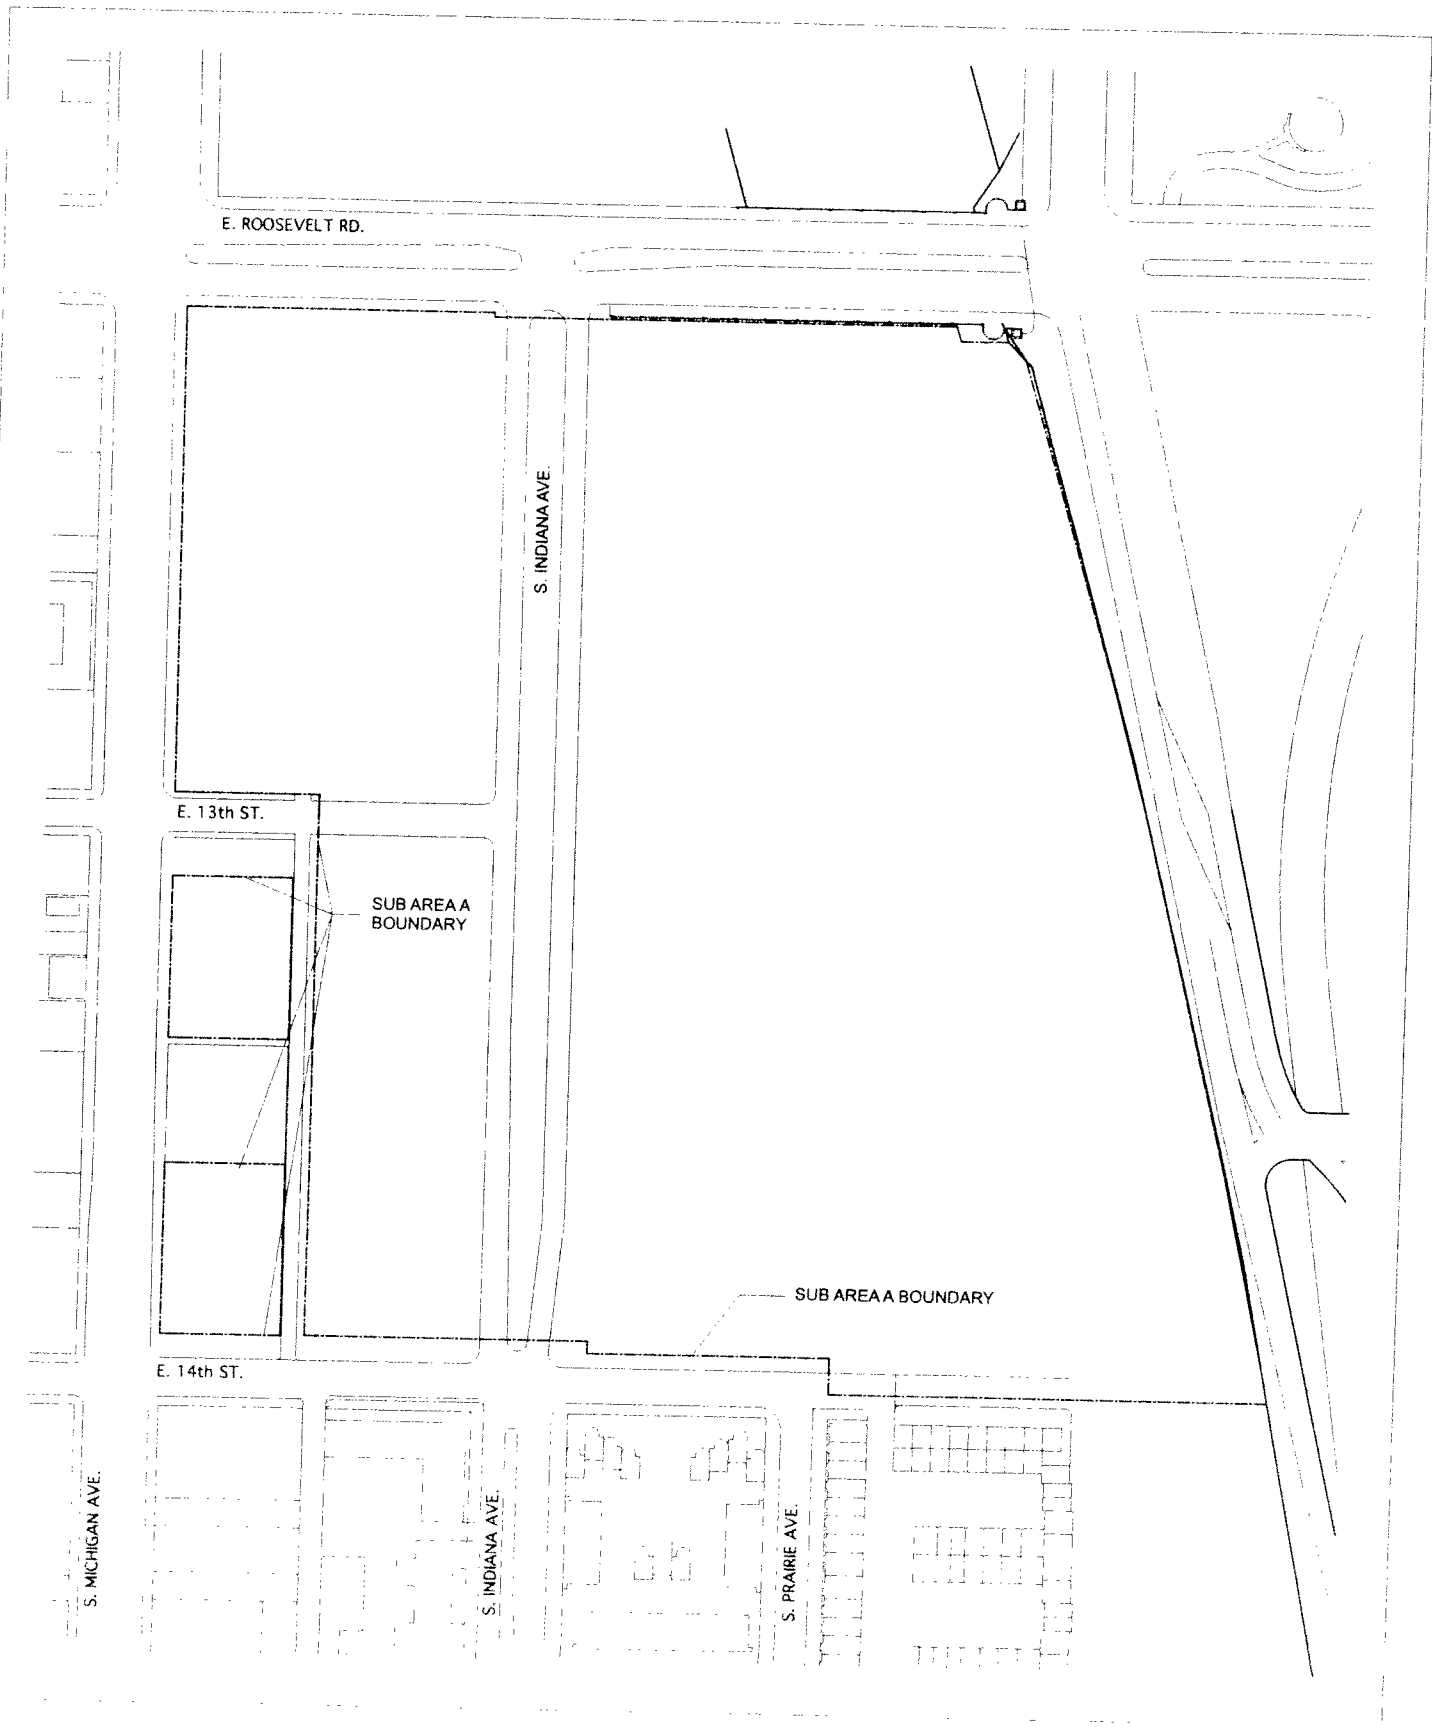 E. ROOSEVELT RD.
S. INDIANA AVE.
E. 13th ST.
SUB AREA A
BOUNDARY
SUB AREA A BOUNDARY
E. 14th ST.
S. MICHIGAN AVE.
S. INDIANA AVE.
S. PRAIRIE AVE.